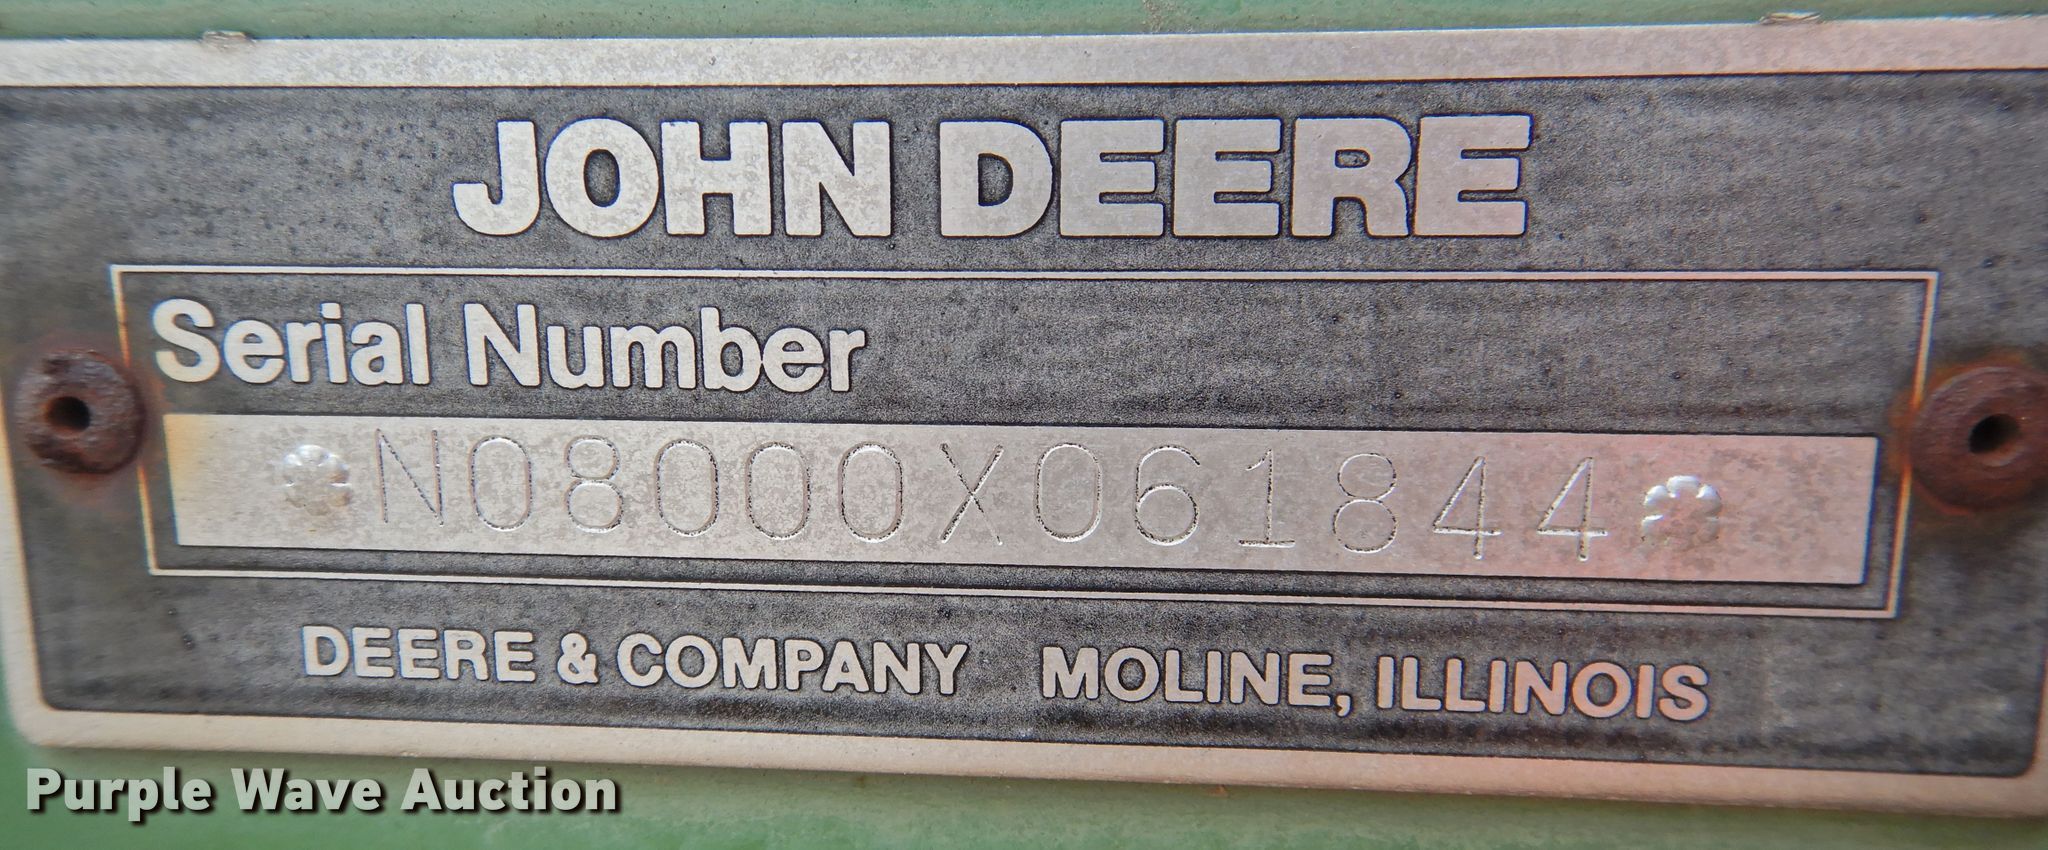 JOHN DEERE
Serial Number
N08000X061844
DEERE & COMPANY MOLINE, ILLINOIS
Purple Wave Auction